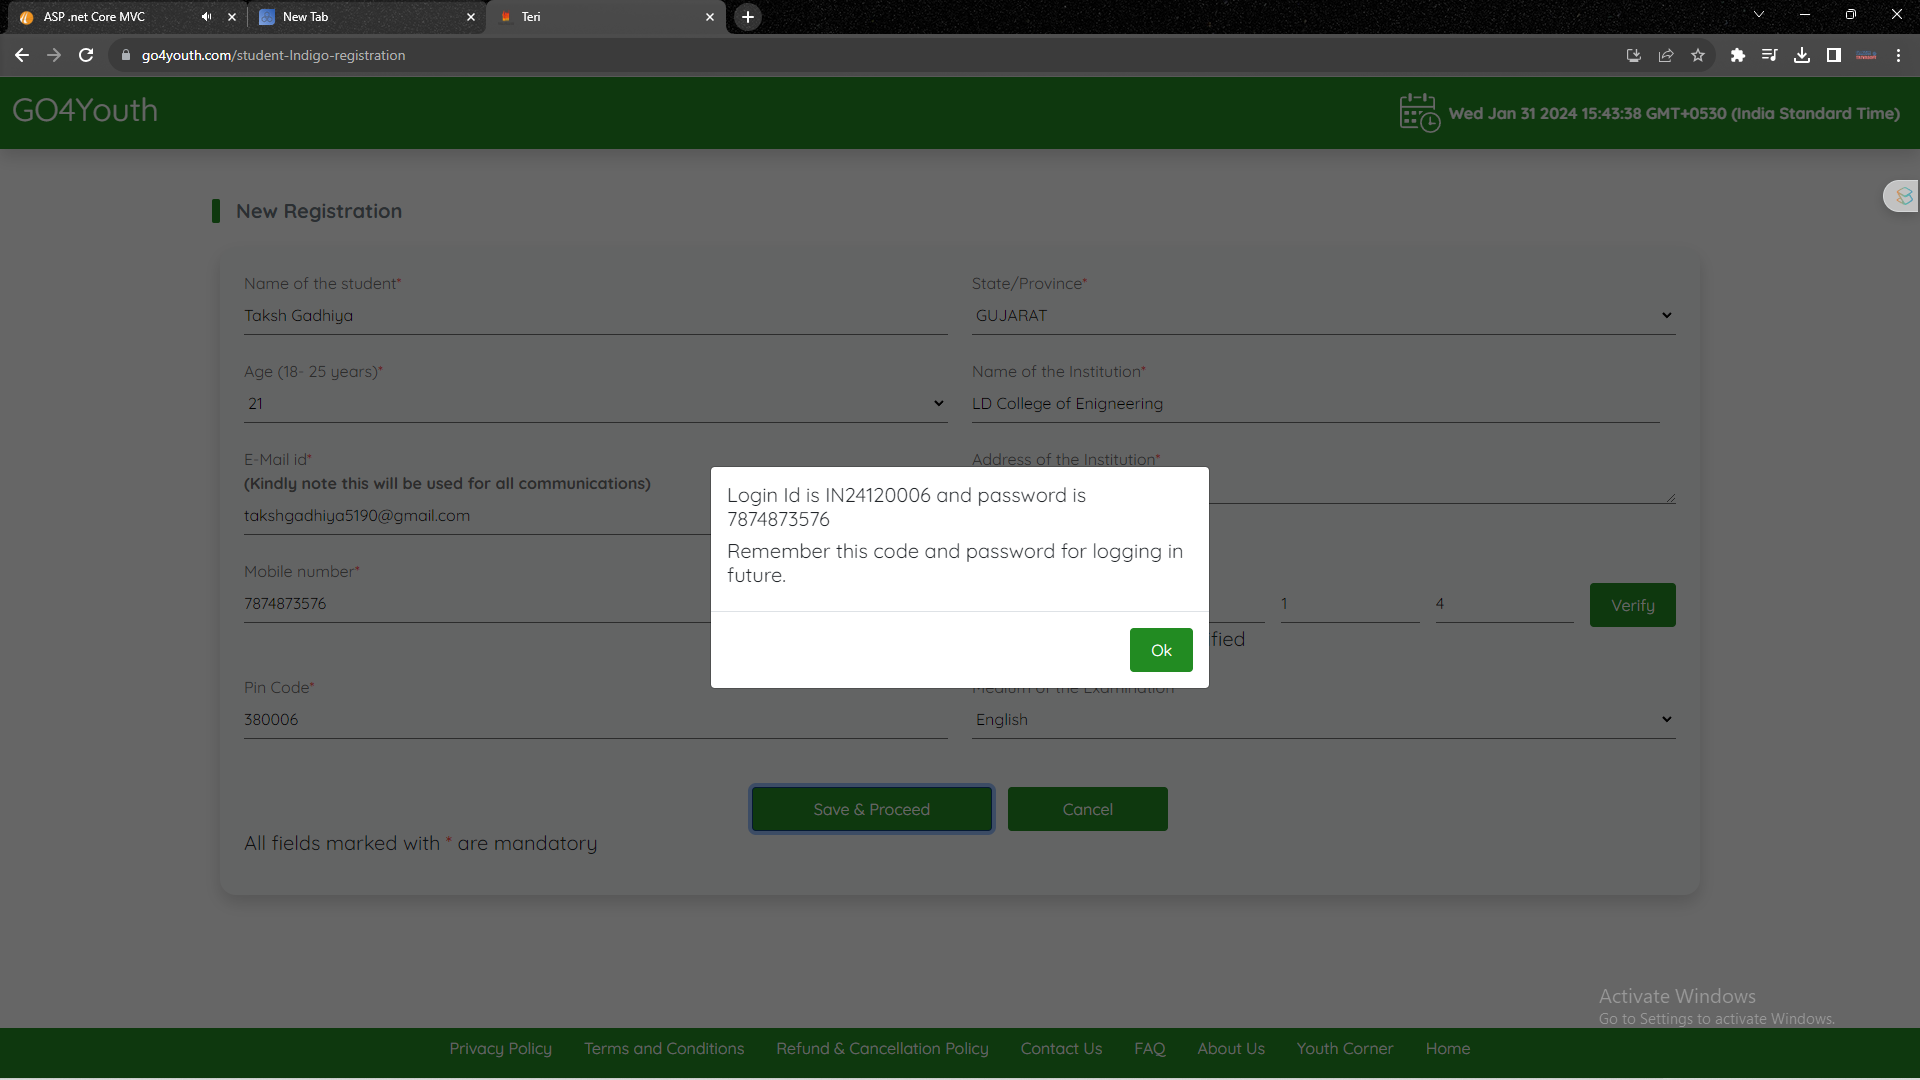 ASP .net Core MVC
New Tab
Teri
go4youth.com/student-Indigo-registration
GO4Youth
Wed Jan 31 2024 15:43:38 GMT+0530 (India Standard Time)
New Registration
Name of the student*
State/Province*
Taksh Gadhiya
GUJARAT
Age (18- 25 years)*
Name of the Institution*
21
LD College of Enigneering
E-Mail id*
Address of the Institution*
(Kindly note this will be used for all communications)
takshgadhiya5190@gmail.com
Login Id is IN24120006 and password is
7874873576
Remember this code and password for logging in
future.
Ok
Mobile number*
7874873576
1
4
Verify
fied
Pin Code*
Medium of the Examination
380006
English
Save & Proceed
Cancel
All fields marked with * are mandatory
Activate Windows
Go to Settings to activate Windows.
Privacy Policy
Terms and Conditions
Refund & Cancellation Policy
Contact Us
FAQ
About Us
Youth Corner
Home